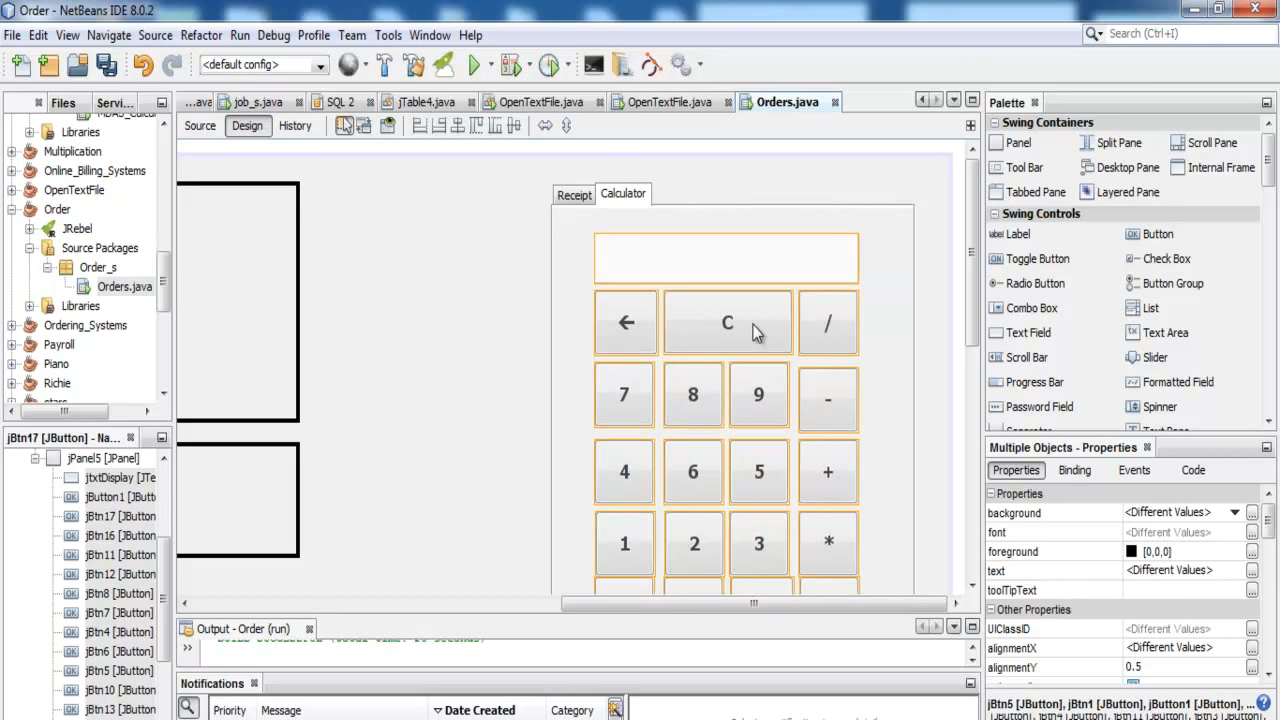 Order - NetBeans IDE 8.0.2
File Edit View Navigate Source Refactor Run Debug Profile Team Tools Window Help
Search (Ctrl+I)
<default config>
Files Servi...
...ava job_s.java SQL 2 jTable4.java OpenTextFile.java OpenTextFile.java Orders.java
Palette
Source Design History
Libraries
Multiplication
Online_Billing_Systems
OpenTextFile
Order
JRebel
Source Packages
Order_s
Orders.java
Libraries
Ordering_Systems
Payroll
Piano
Richie
Receipt Calculator
← C /
7 8 9 -
4 6 5 +
1 2 3 *
Swing Containers
Panel Split Pane Scroll Pane
Tool Bar Desktop Pane Internal Frame
Tabbed Pane Layered Pane
Swing Controls
Label Button
Toggle Button Check Box
Radio Button Button Group
Combo Box List
Text Field Text Area
Scroll Bar Slider
Progress Bar Formatted Field
Password Field Spinner
jBtn17 [JButton] - Na...
jPanel5 [JPanel]
jtxtDisplay [JTe
jButton1 [JButt
jBtn17 [JButton
jBtn16 [JButton
jBtn11 [JButton
jBtn12 [JButton
jBtn8 [JButton]
jBtn7 [JButton]
jBtn4 [JButton]
jBtn6 [JButton]
jBtn5 [JButton]
jBtn10 [JButton
jBtn13 [JButton
Multiple Objects - Properties
Properties Binding Events Code
Properties
background <Different Values> ...
font <Different Values> ...
foreground [0,0,0] ...
text <Different Values> ...
toolTipText ...
Other Properties
UIClassID <Different Values> ...
alignmentX <Different Values> ...
alignmentY 0.5 ...
jBtn5 [JButton], jBtn1 [JButton], jButton1 [JButton], ...
Output - Order (run)
Notifications
Priority Message Date Created Category